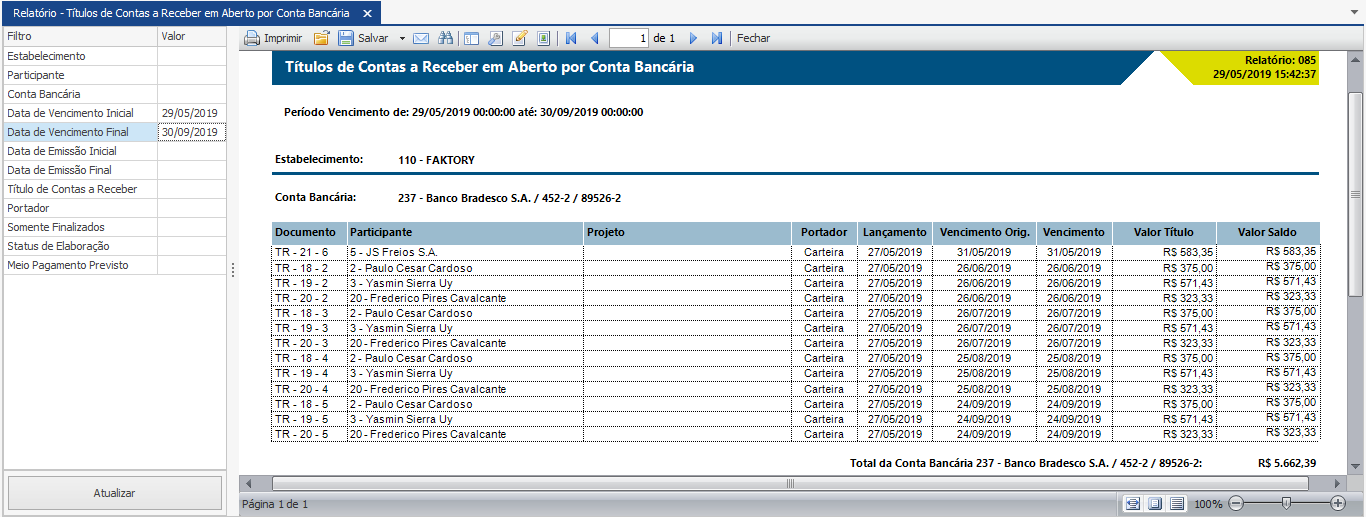 Relatório - Títulos de Contas a Receber em Aberto por Conta Bancária
Filtro Valor
Estabelecimento
Participante
Conta Bancária
Data de Vencimento Inicial 29/05/2019
Data de Vencimento Final 30/09/2019
Data de Emissão Inicial
Data de Emissão Final
Título de Contas a Receber
Portador
Somente Finalizados
Status de Elaboração
Meio Pagamento Previsto
Atualizar
Imprimir Salvar 1 de 1 Fechar
Títulos de Contas a Receber em Aberto por Conta Bancária
Relatório: 085
29/05/2019 15:42:37
Período Vencimento de: 29/05/2019 00:00:00 até: 30/09/2019 00:00:00
Estabelecimento: 110 - FAKTORY
Conta Bancária: 237 - Banco Bradesco S.A. / 452-2 / 89526-2
Documento Participante Projeto Portador Lançamento Vencimento Orig. Vencimento Valor Título Valor Saldo
TR - 21 - 6 5 - JS Freios S.A. Carteira 27/05/2019 31/05/2019 31/05/2019 R$ 583,35 R$ 583,35
TR - 18 - 2 2 - Paulo Cesar Cardoso Carteira 27/05/2019 26/06/2019 26/06/2019 R$ 375,00 R$ 375,00
TR - 19 - 2 3 - Yasmin Sierra Uy Carteira 27/05/2019 26/06/2019 26/06/2019 R$ 571,43 R$ 571,43
TR - 20 - 2 20 - Frederico Pires Cavalcante Carteira 27/05/2019 26/06/2019 26/06/2019 R$ 323,33 R$ 323,33
TR - 18 - 3 2 - Paulo Cesar Cardoso Carteira 27/05/2019 26/07/2019 26/07/2019 R$ 375,00 R$ 375,00
TR - 19 - 3 3 - Yasmin Sierra Uy Carteira 27/05/2019 26/07/2019 26/07/2019 R$ 571,43 R$ 571,43
TR - 20 - 3 20 - Frederico Pires Cavalcante Carteira 27/05/2019 26/07/2019 26/07/2019 R$ 323,33 R$ 323,33
TR - 18 - 4 2 - Paulo Cesar Cardoso Carteira 27/05/2019 25/08/2019 25/08/2019 R$ 375,00 R$ 375,00
TR - 19 - 4 3 - Yasmin Sierra Uy Carteira 27/05/2019 25/08/2019 25/08/2019 R$ 571,43 R$ 571,43
TR - 20 - 4 20 - Frederico Pires Cavalcante Carteira 27/05/2019 25/08/2019 25/08/2019 R$ 323,33 R$ 323,33
TR - 18 - 5 2 - Paulo Cesar Cardoso Carteira 27/05/2019 24/09/2019 24/09/2019 R$ 375,00 R$ 375,00
TR - 19 - 5 3 - Yasmin Sierra Uy Carteira 27/05/2019 24/09/2019 24/09/2019 R$ 571,43 R$ 571,43
TR - 20 - 5 20 - Frederico Pires Cavalcante Carteira 27/05/2019 24/09/2019 24/09/2019 R$ 323,33 R$ 323,33
Total da Conta Bancária 237 - Banco Bradesco S.A. / 452-2 / 89526-2: R$ 5.662,39
Página 1 de 1 100%